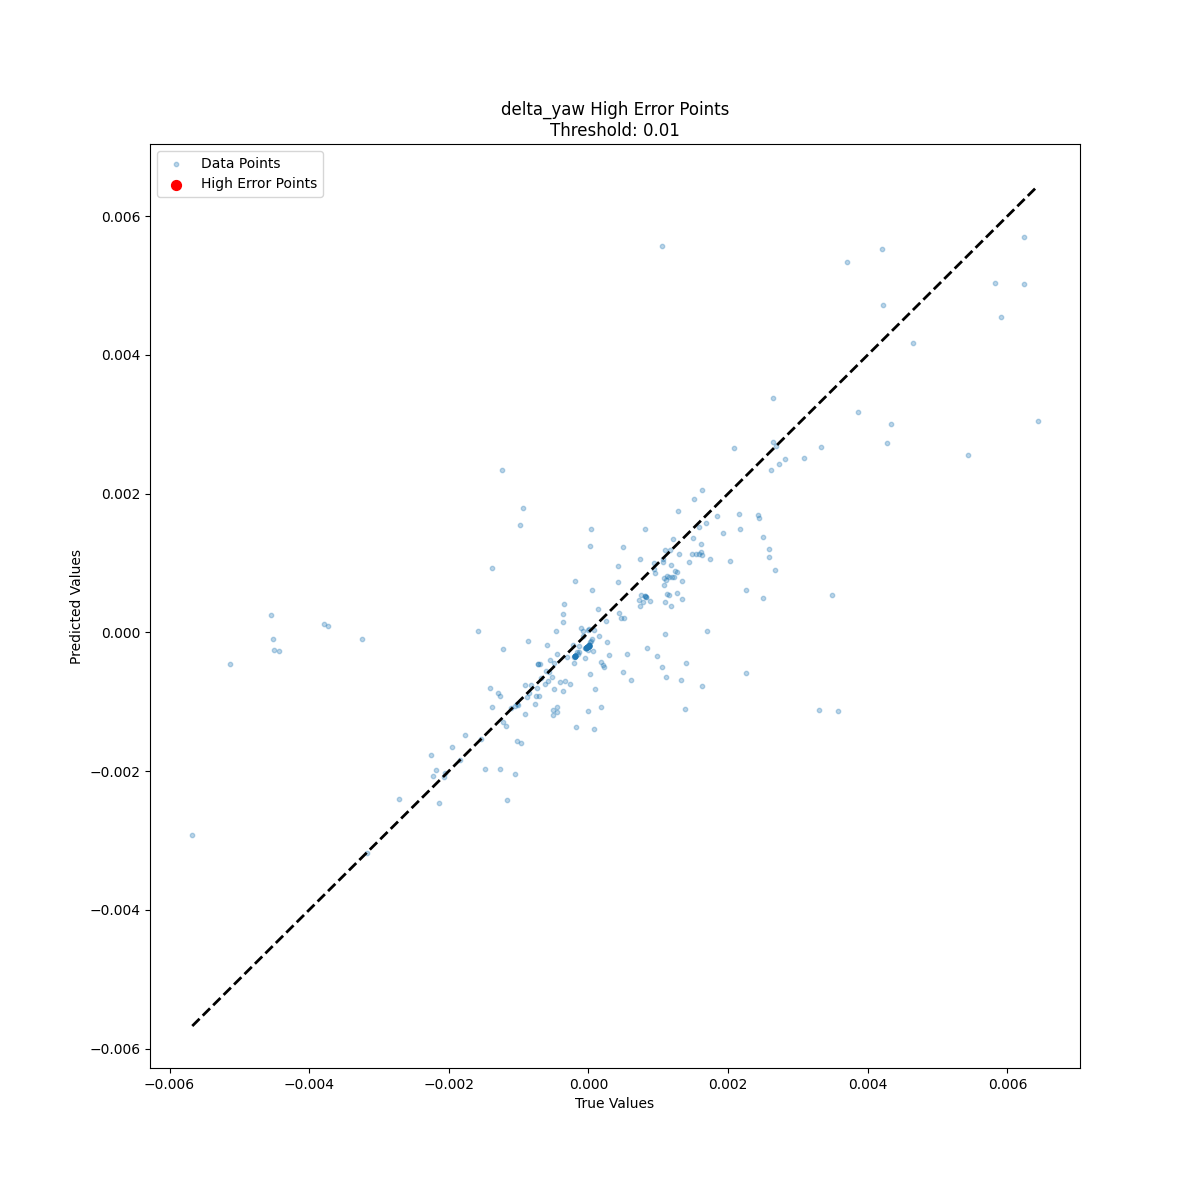 delta_yaw High Error Points
Threshold: 0.01
Data Points
High Error Points
0.006
0.004
0.002
0.000
−0.002
−0.004
−0.006
Predicted Values
−0.006 −0.004 −0.002 0.000 0.002 0.004 0.006
True Values